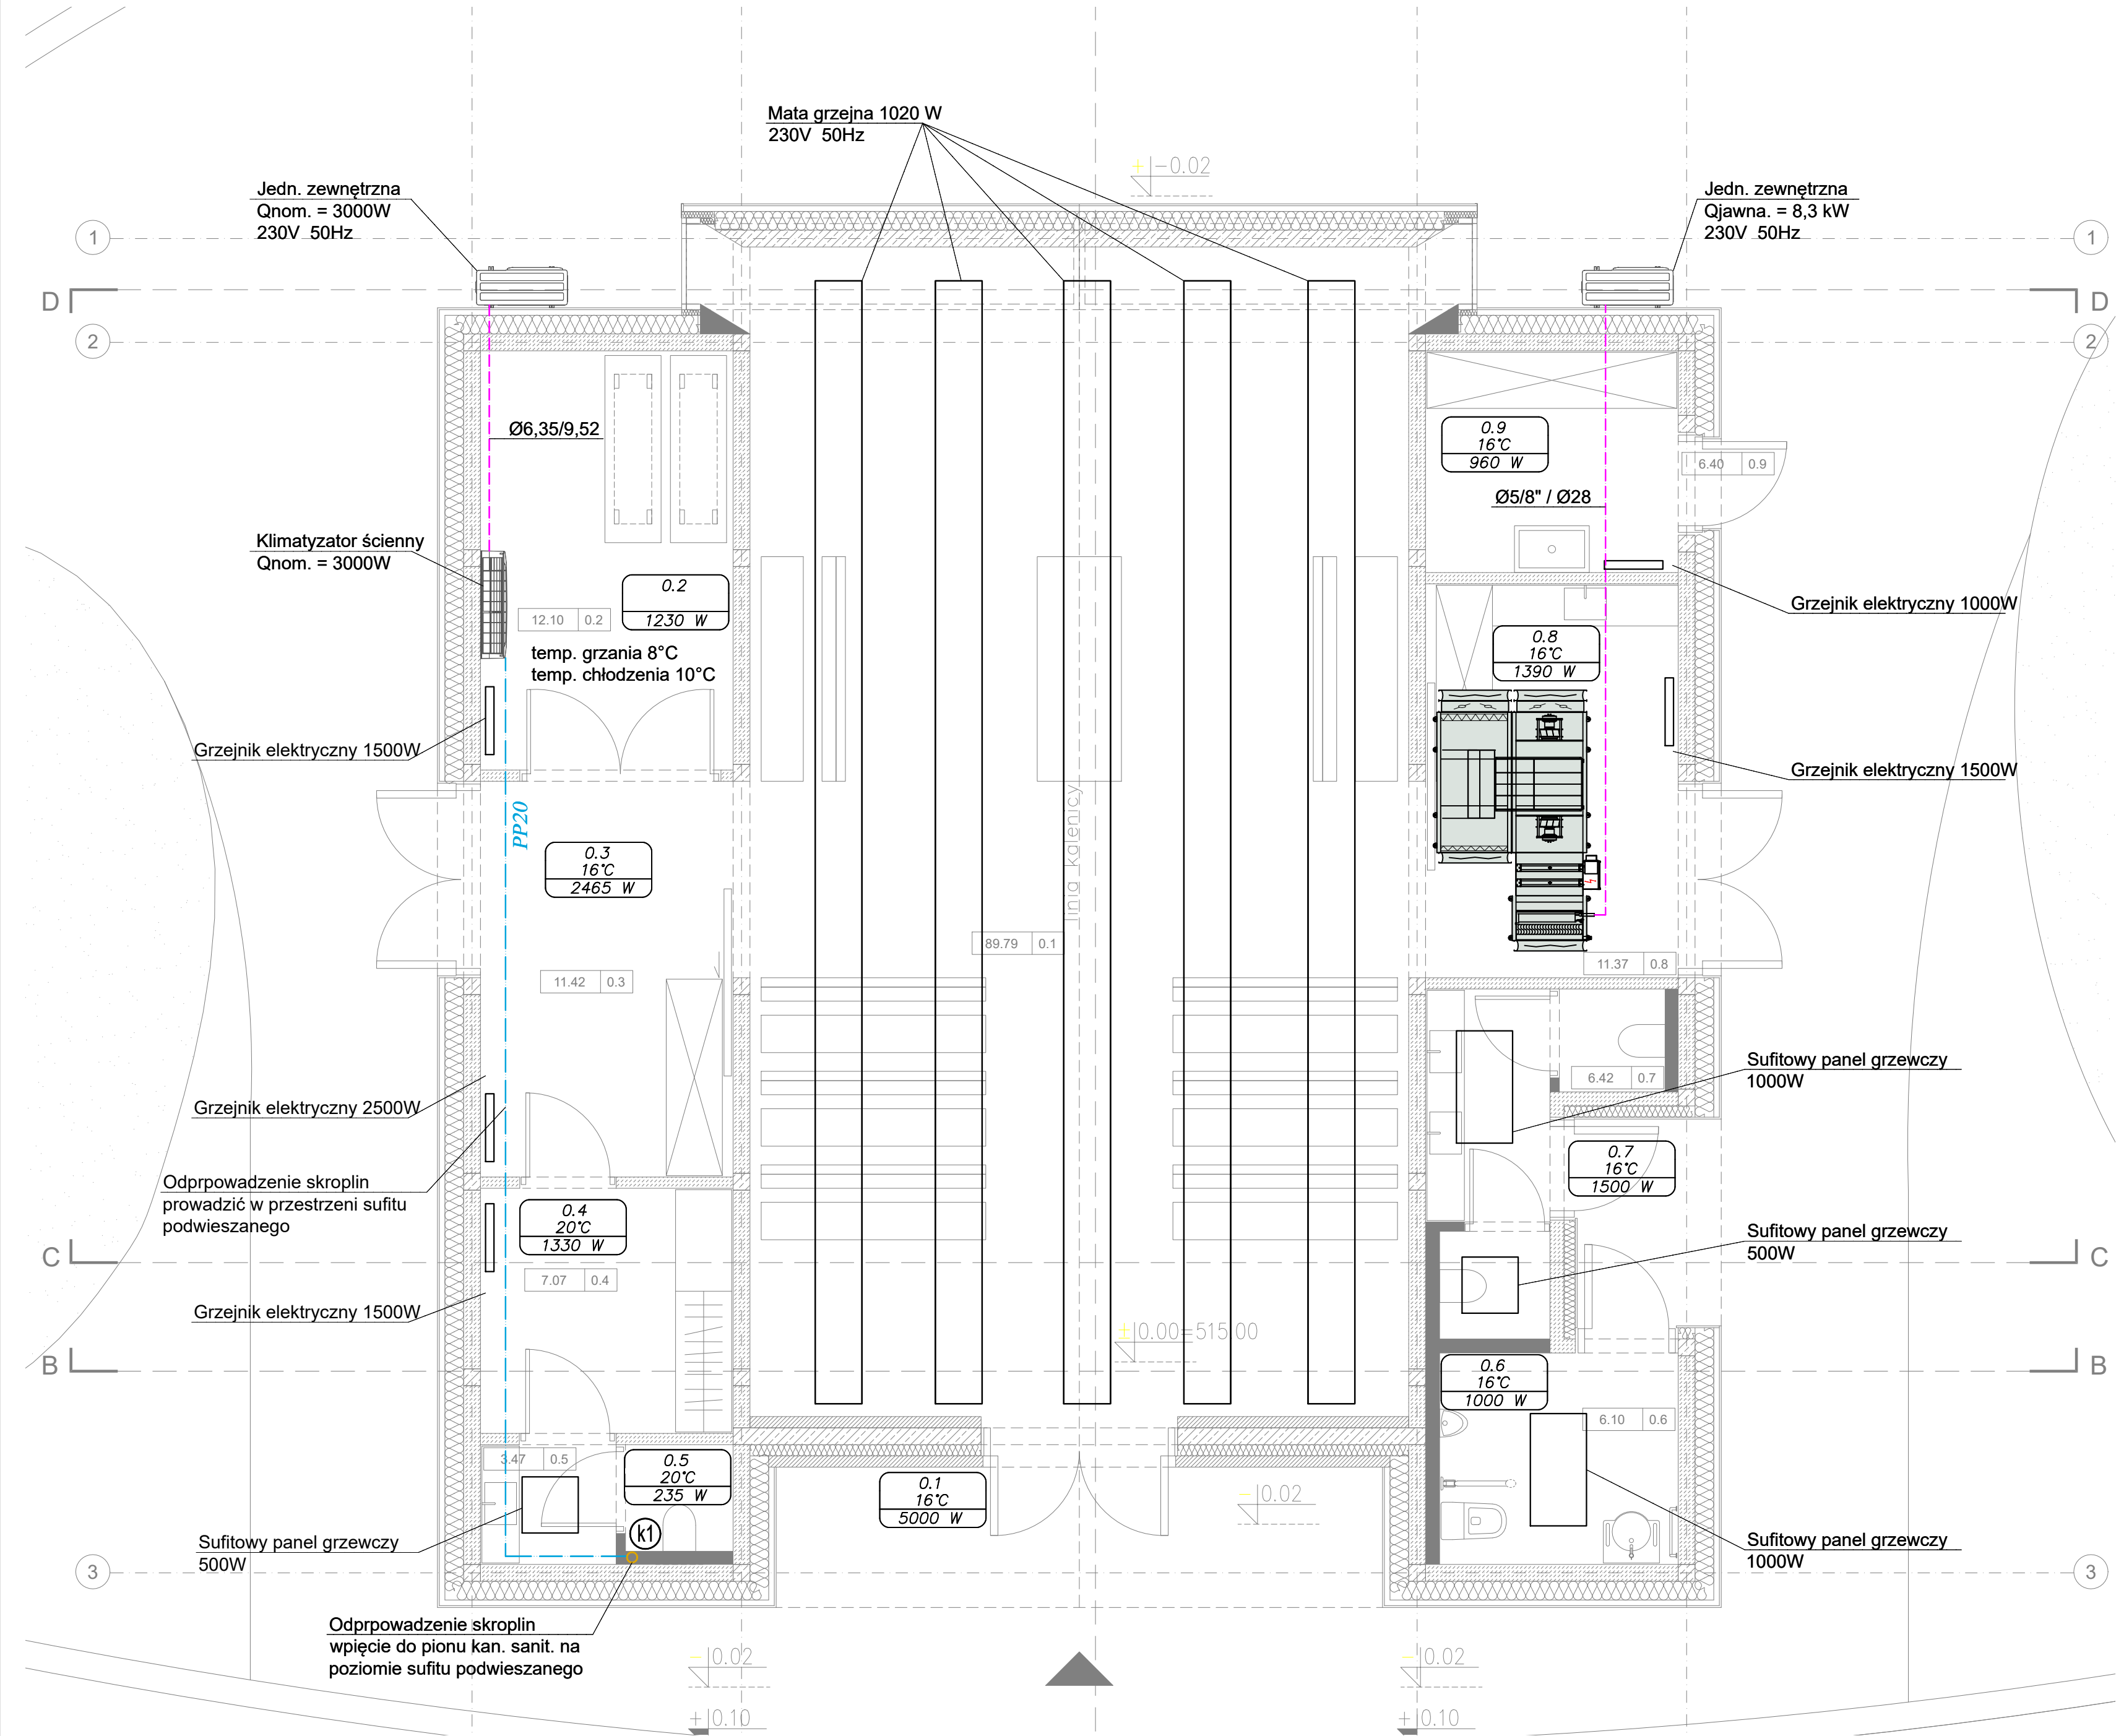 Mata grzejna 1020 W
230V 50Hz
+ -0.02
Jedn. zewnętrzna
Qnom. = 3000W
230V 50Hz
Jedn. zewnętrzna
Qjawna. = 8,3 kW
230V 50Hz
1
1
D
D
2
2
Ø6,35/9,52
0.9
16°C
960 W
6.40 0.9
Ø5/8" / Ø28
Klimatyzator ścienny
Qnom. = 3000W
0.2
1230 W
12.10 0.2
temp. grzania 8°C
temp. chłodzenia 10°C
Grzejnik elektryczny 1000W
0.8
16°C
1390 W
Grzejnik elektryczny 1500W
Grzejnik elektryczny 1500W
PP20
linia kalenicy
0.3
16°C
2465 W
89.79 0.1
11.42 0.3
11.37 0.8
Sufitowy panel grzewczy
1000W
6.42 0.7
Grzejnik elektryczny 2500W
0.7
16°C
1500 W
Odprpowadzenie skroplin
prowadzić w przestrzeni sufitu
podwieszanego
0.4
20°C
1330 W
Sufitowy panel grzewczy
500W
C
C
7.07 0.4
Grzejnik elektryczny 1500W
±0.00=515.00
B
B
0.6
16°C
1000 W
6.10 0.6
3.47 0.5
0.5
20°C
235 W
0.1
16°C
5000 W
-0.02
k1
Sufitowy panel grzewczy
500W
Sufitowy panel grzewczy
1000W
3
3
Odprpowadzenie skroplin
wpięcie do pionu kan. sanit. na
poziomie sufitu podwieszanego
-0.02
-0.02
+0.10
+0.10